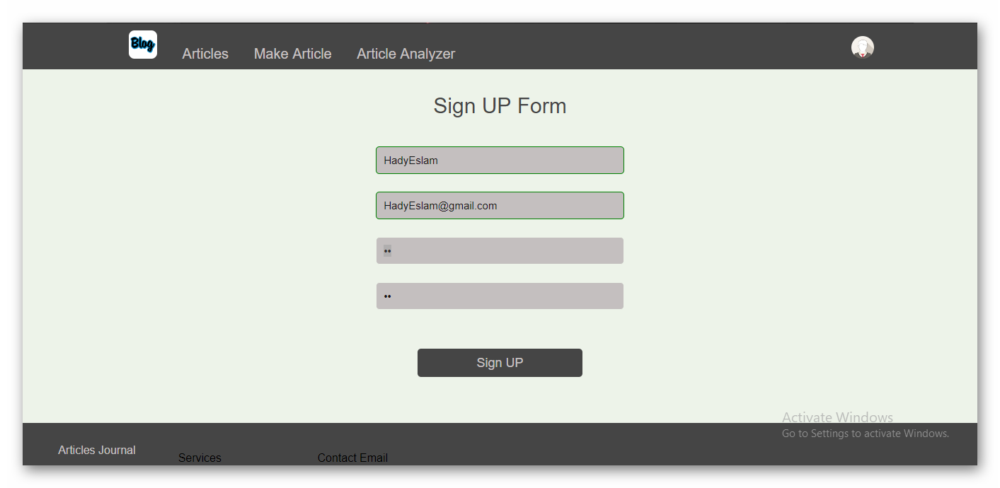 Blog
Articles Make Article Article Analyzer
Sign UP Form
HadyEslam
HadyEslam@gmail.com
••
••
Sign UP
Activate Windows
Go to Settings to activate Windows.
Articles Journal
Services Contact Email